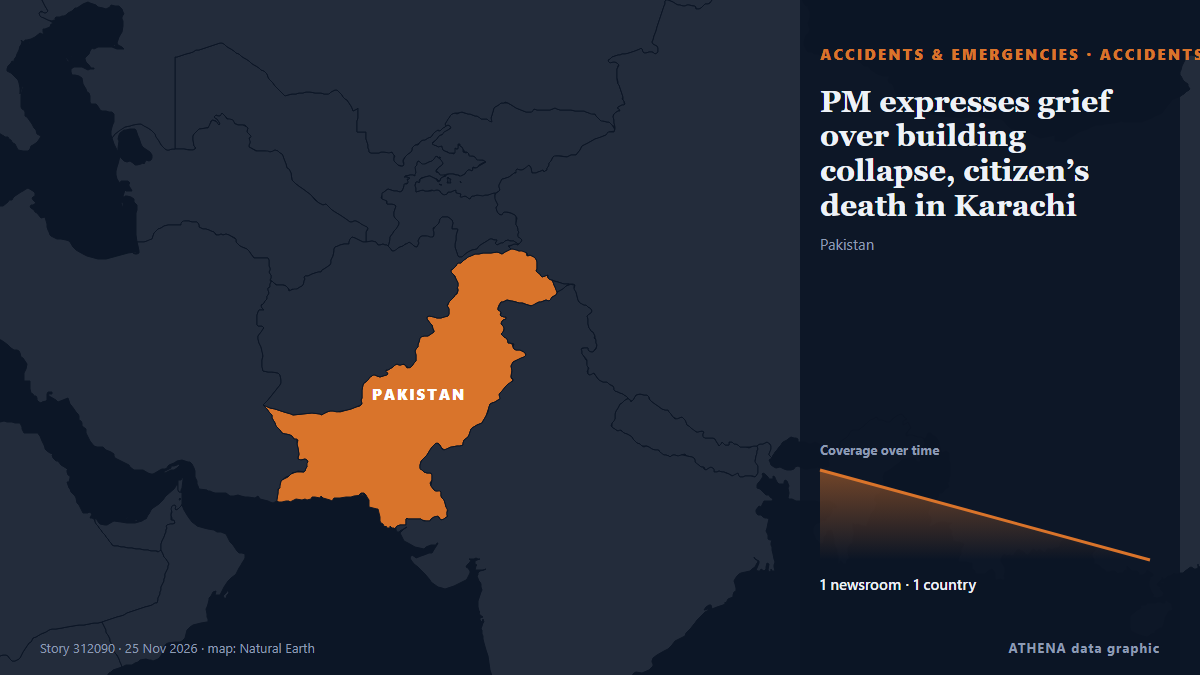 ACCIDENTS & EMERGENCIES · ACCIDENTS
PM expresses grief
over building
collapse, citizen’s
death in Karachi
Pakistan
PAKISTAN
Coverage over time
1 newsroom · 1 country
Story 312090 · 25 Nov 2026 · map: Natural Earth
ATHENA data graphic